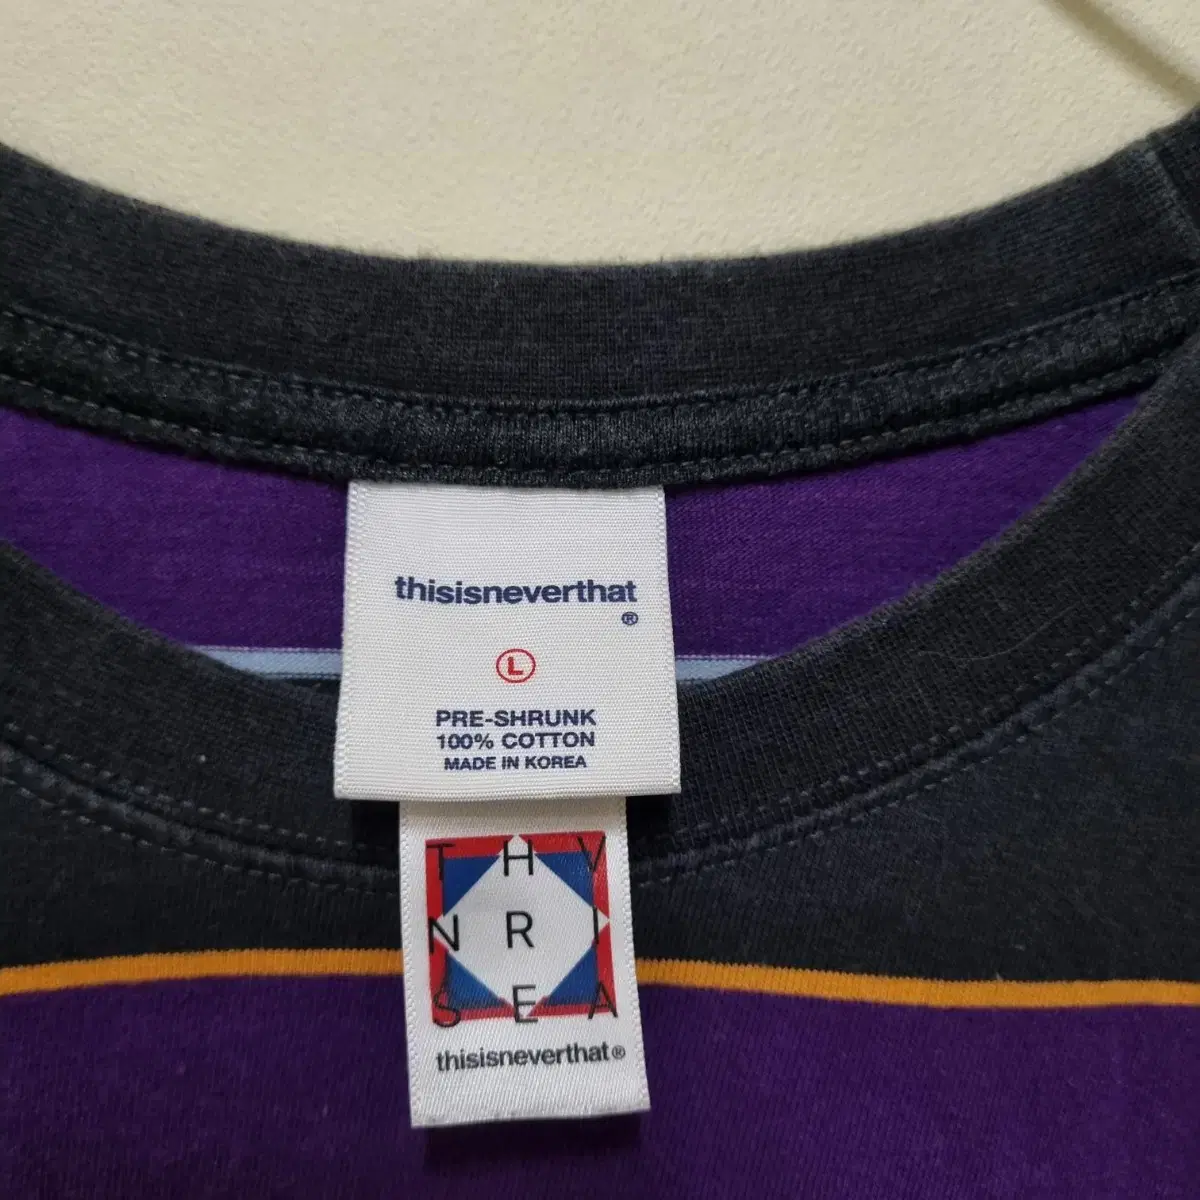 thisisneverthat
®
L
PRE-SHRUNK
100% COTTON
MADE IN KOREA
T H V
N R I
S E A
thisisneverthat®